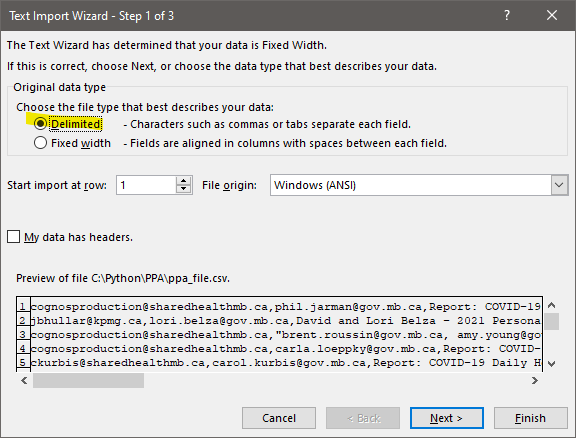 Text Import Wizard - Step 1 of 3
The Text Wizard has determined that your data is Fixed Width.
If this is correct, choose Next, or choose the data type that best describes your data.
Original data type
Choose the file type that best describes your data:
Delimited - Characters such as commas or tabs separate each field.
Fixed width - Fields are aligned in columns with spaces between each field.
Start import at row: 1 File origin: Windows (ANSI)
My data has headers.
Preview of file C:\Python\PPA\ppa_file.csv.
1 cognosproduction@sharedhealthmb.ca,phil.jarman@gov.mb.ca,Report: COVID-19
2 jbhullar@kpmg.ca,lori.belza@gov.mb.ca,David and Lori Belza - 2021 Persona
3 cognosproduction@sharedhealthmb.ca,"brent.roussin@gov.mb.ca, amy.young@go
4 cognosproduction@sharedhealthmb.ca,carla.loeppky@gov.mb.ca,Report: COVID-
5 ckurbis@sharedhealthmb.ca,carol.kurbis@gov.mb.ca,Report: COVID-19 Daily H
Cancel < Back Next > Finish